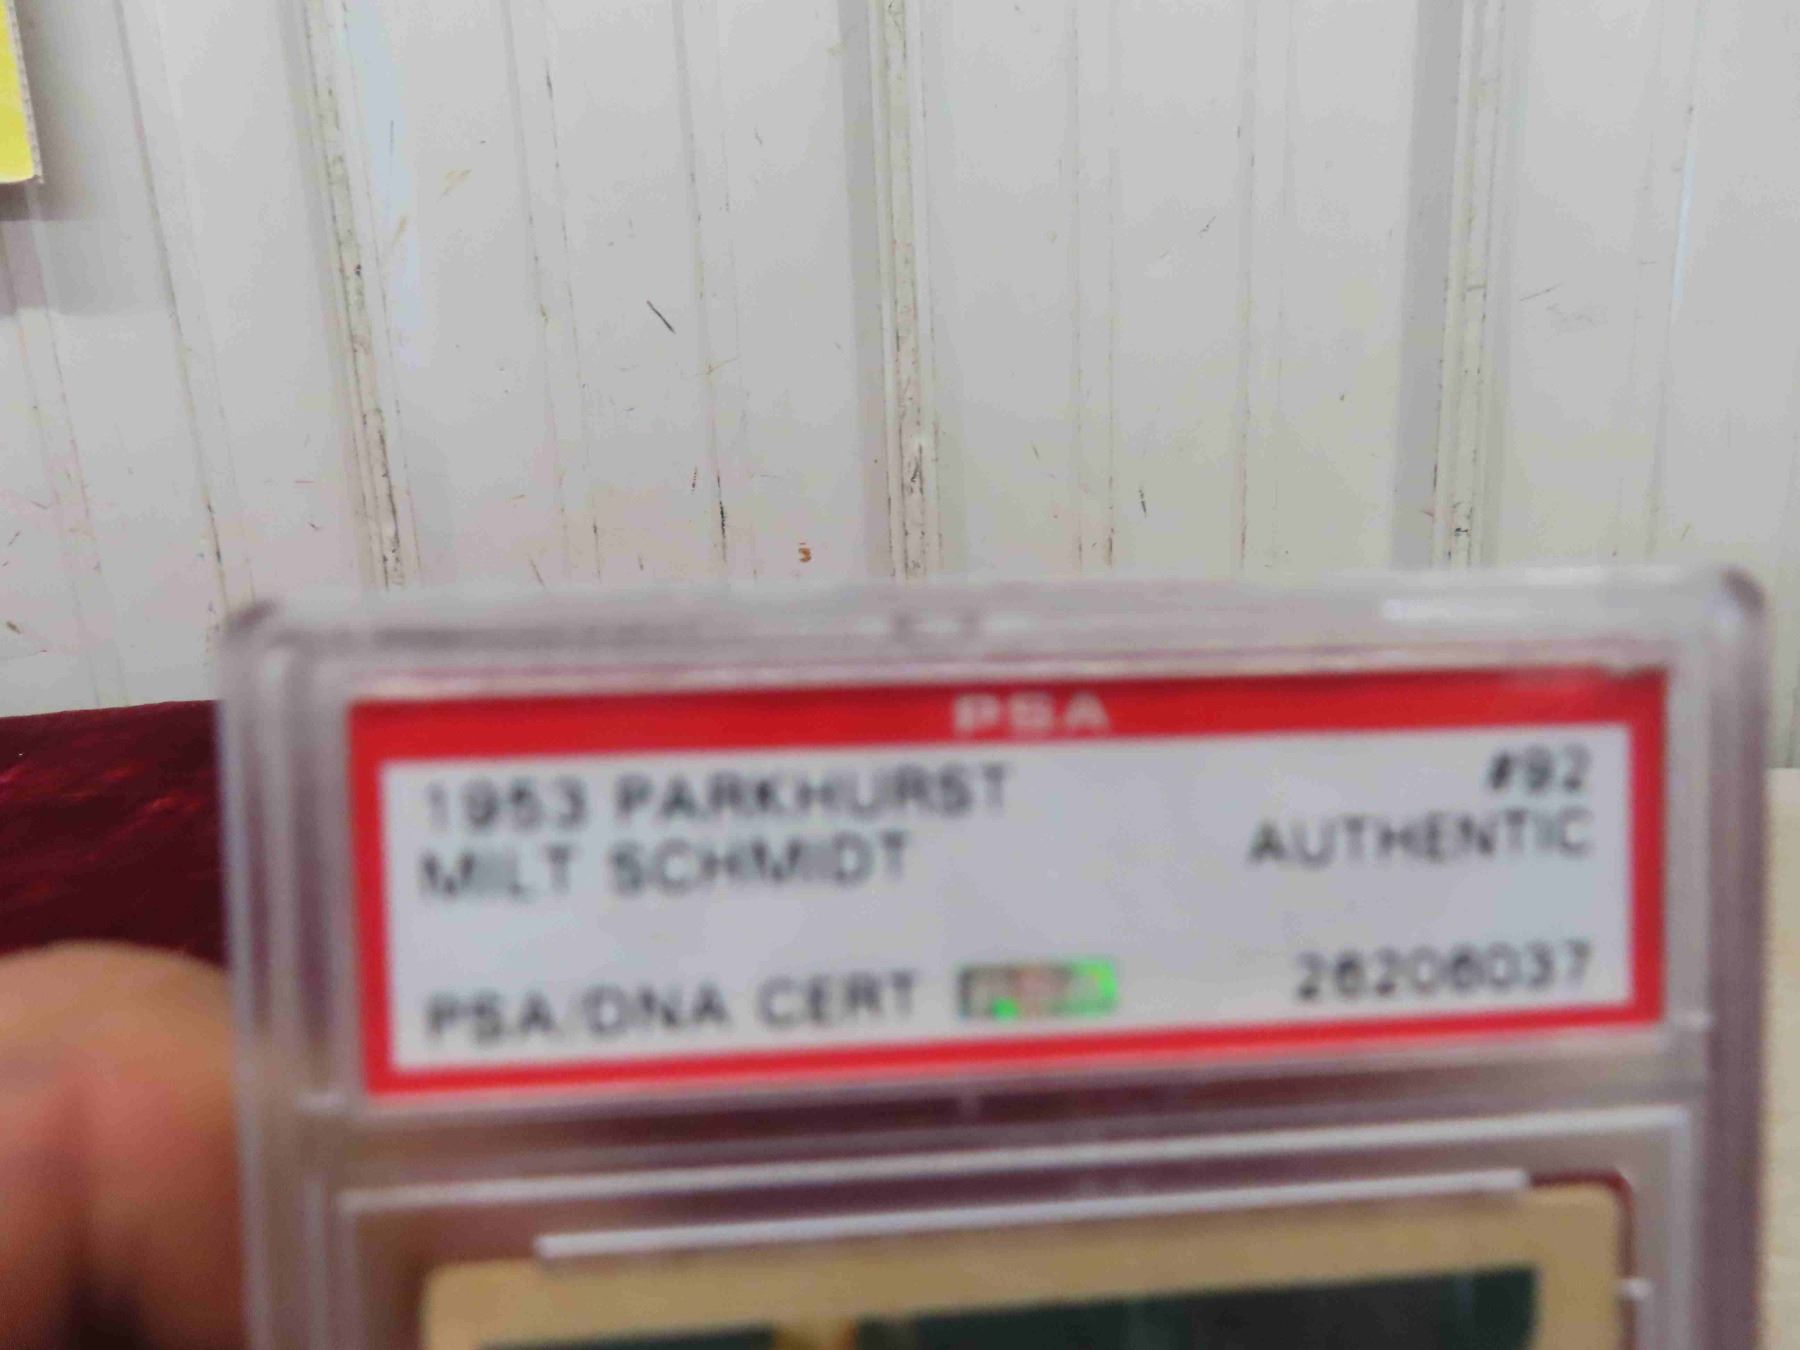 PSA
1953 PARKHURST #92
MILT SCHMIDT AUTHENTIC
PSA/DNA CERT 26206037